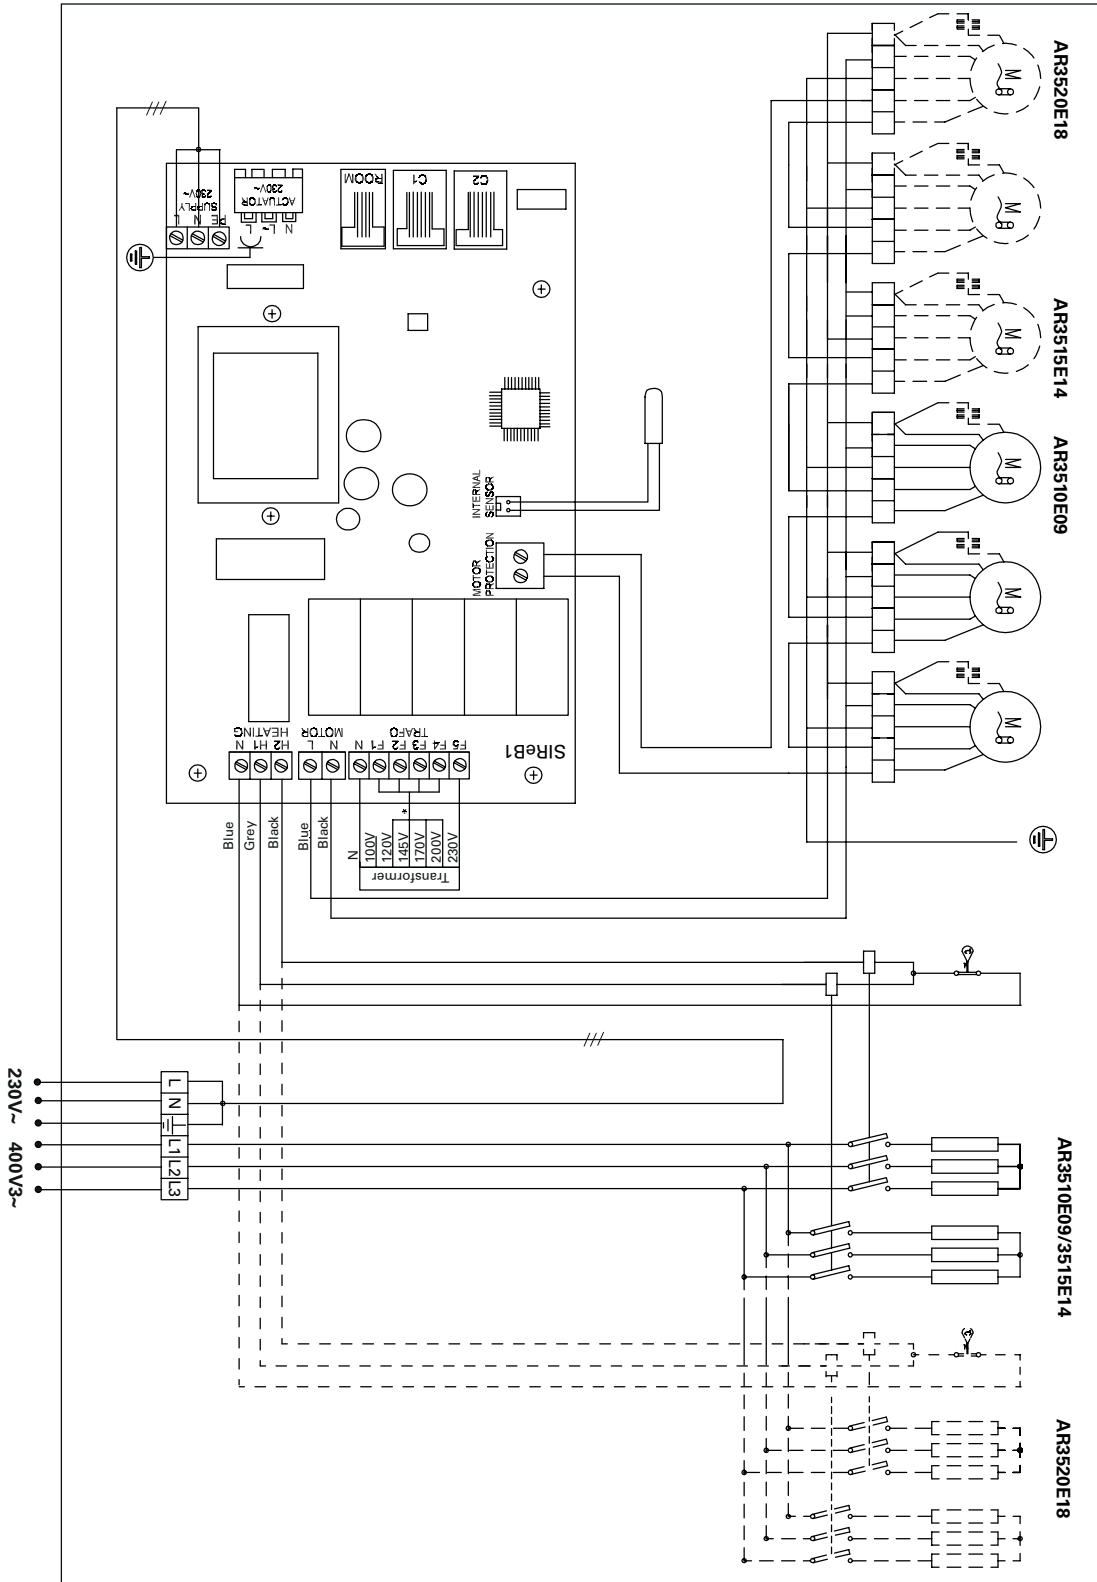 AR3520E18
AR3515E14
AR3510E09
M
M
M
M
M
M
SUPPLY
230V~
L
N
PE
ACTUATOR
230V~
L
L~
N
ROOM
C1
C2
INTERNAL
SENSOR
MOTOR
PROTECTION
SIReB1
HEATING
N
H1
H2
MOTOR
L
N
TRAFO
N
F1
F2
F3
F4
F5
Blue
Grey
Black
Blue
Black
*
N
100V
120V
145V
170V
200V
230V
Transformer
L
N
L1
L2
L3
230V~
400V3~
AR3510E09/3515E14
AR3520E18